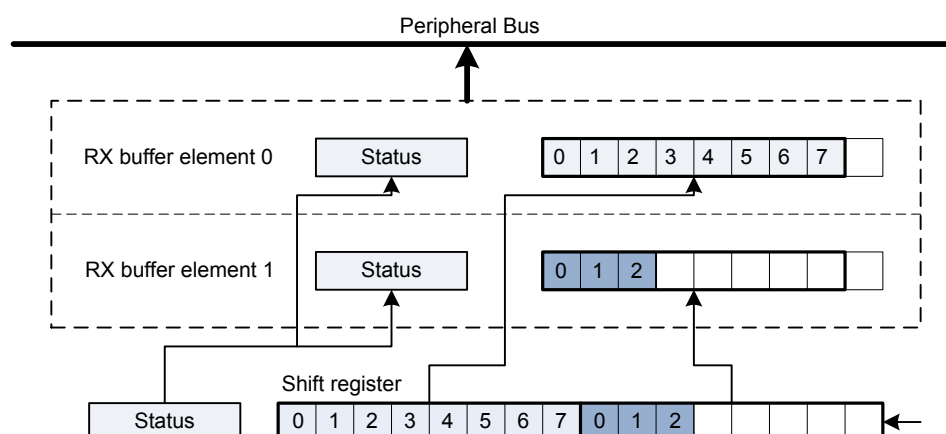 Peripheral Bus
RX buffer element 0 Status 0 1 2 3 4 5 6 7
RX buffer element 1 Status 0 1 2
Shift register
Status 0 1 2 3 4 5 6 7 0 1 2